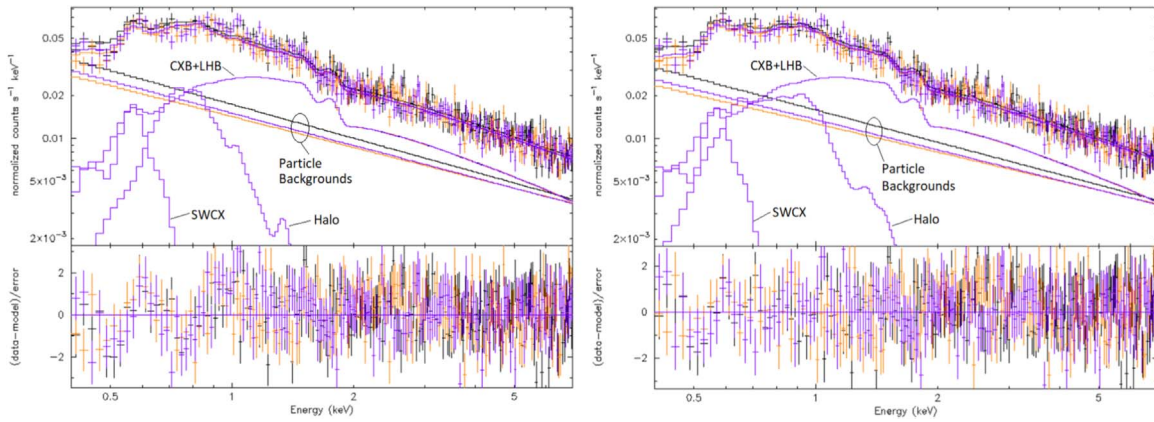 CXB+LHB
Particle
Backgrounds
SWCX
Halo
normalized counts s⁻¹ keV⁻¹
0.05
0.02
0.01
5×10⁻³
2×10⁻³
(data-model)/error
2
0
-2
0.5
1
2
5
Energy (keV)
CXB+LHB
Particle
Backgrounds
SWCX
Halo
normalized counts s⁻¹ keV⁻¹
0.05
0.02
0.01
5×10⁻³
2×10⁻³
(data-model)/error
2
0
-2
0.5
1
2
5
Energy (keV)